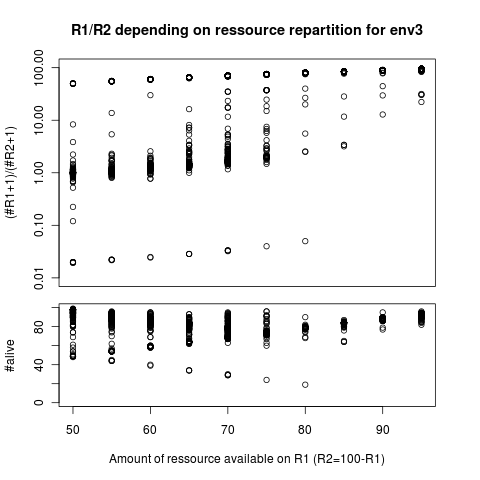 R1/R2 depending on ressource repartition for env3
(#R1+1)/(#R2+1)
100.00
10.00
1.00
0.10
0.01
#alive
80
40
0
50 60 70 80 90
Amount of ressource available on R1 (R2=100-R1)